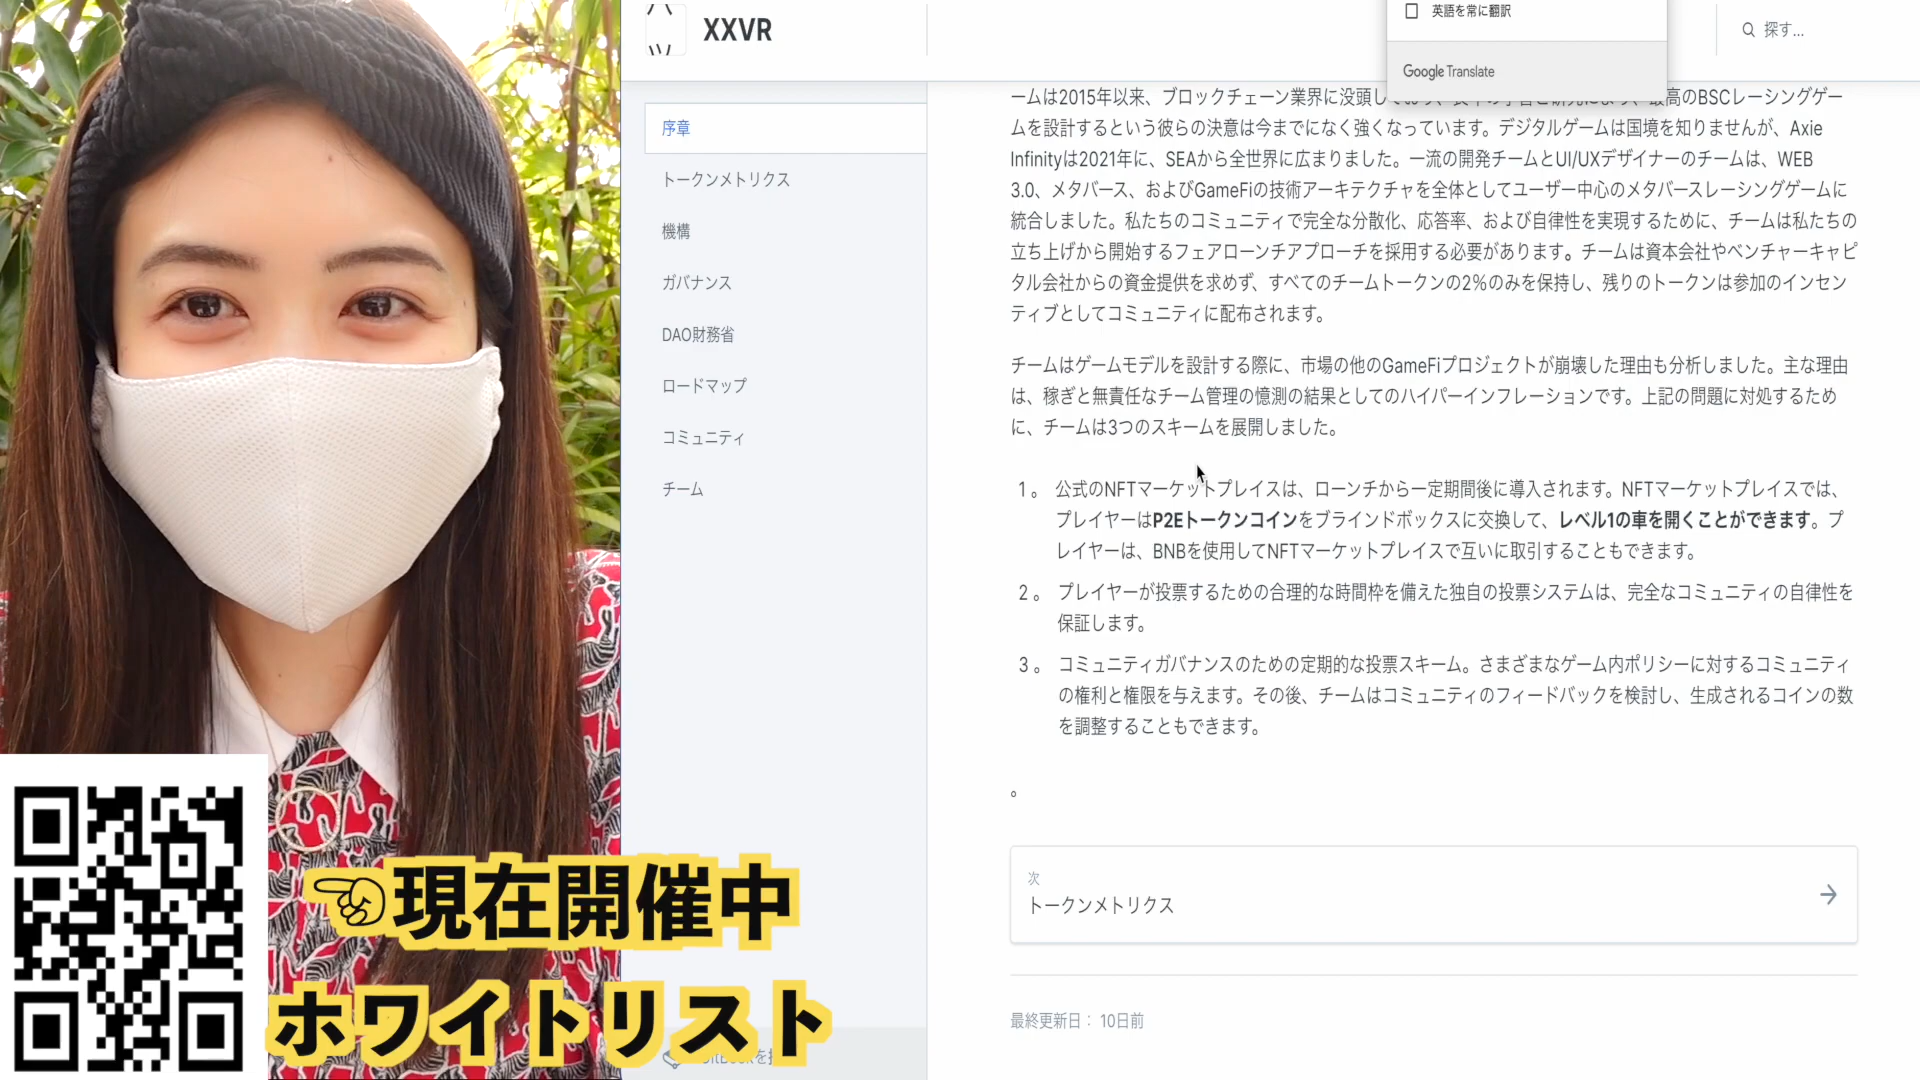 XXVR
英語を常に翻訳
Google Translate
探す...
序章
トークンメトリクス
機構
ガバナンス
DAO財務省
ロードマップ
コミュニティ
チーム
ームは2015年以来、ブロックチェーン業界に没頭し
最高のBSCレーシングゲー
ムを設計するという彼らの決意は今までになく強くなっています。デジタルゲームは国境を知りませんが、Axie
Infinityは2021年に、SEAから全世界に広まりました。一流の開発チームとUI/UXデザイナーのチームは、WEB
3.0、メタバース、およびGameFiの技術アーキテクチャを全体としてユーザー中心のメタバースレーシングゲームに
統合しました。私たちのコミュニティで完全な分散化、応答率、および自律性を実現するために、チームは私たちの
立ち上げから開始するフェアローンチアプローチを採用する必要があります。チームは資本会社やベンチャーキャピ
タル会社からの資金提供を求めず、すべてのチームトークンの2%のみを保持し、残りのトークンは参加のインセン
ティブとしてコミュニティに配布されます。
チームはゲームモデルを設計する際に、市場の他のGameFiプロジェクトが崩壊した理由も分析しました。主な理由
は、稼ぎと無責任なチーム管理の憶測の結果としてのハイパーインフレーションです。上記の問題に対処するため
に、チームは3つのスキームを展開しました。
1。 公式のNFTマーケットプレイスは、ローンチから一定期間後に導入されます。NFTマーケットプレイスでは、
プレイヤーはP2Eトークンコインをブラインドボックスに交換して、レベル1の車を開くことができます。プ
レイヤーは、BNBを使用してNFTマーケットプレイスで互いに取引することもできます。
2。 プレイヤーが投票するための合理的な時間枠を備えた独自の投票システムは、完全なコミュニティの自律性を
保証します。
3。 コミュニティガバナンスのための定期的な投票スキーム。さまざまなゲーム内ポリシーに対するコミュニティ
の権利と権限を与えます。その後、チームはコミュニティのフィードバックを検討し、生成されるコインの数
を調整することもできます。
。
次
トークンメトリクス
最終更新日： 10日前
☜現在開催中
ホワイトリスト